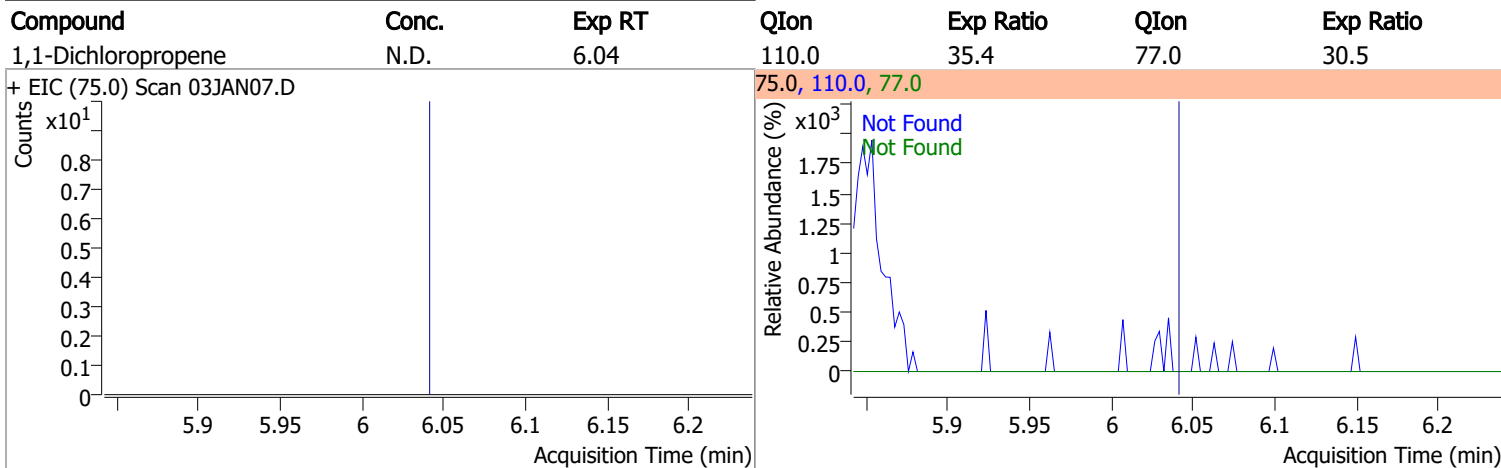 Compound Conc. Exp RT QIon Exp Ratio QIon Exp Ratio
1,1-Dichloropropene N.D. 6.04 110.0 35.4 77.0 30.5
+ EIC (75.0) Scan 03JAN07.D
Counts
x10¹
0.8
0.7
0.6
0.5
0.4
0.3
0.2
0.1
0
5.9 5.95 6 6.05 6.1 6.15 6.2
Acquisition Time (min)
75.0, 110.0, 77.0
Relative Abundance (%)
x10³
Not Found
Not Found
1.75
1.5
1.25
1
0.75
0.5
0.25
0
5.9 5.95 6 6.05 6.1 6.15 6.2
Acquisition Time (min)